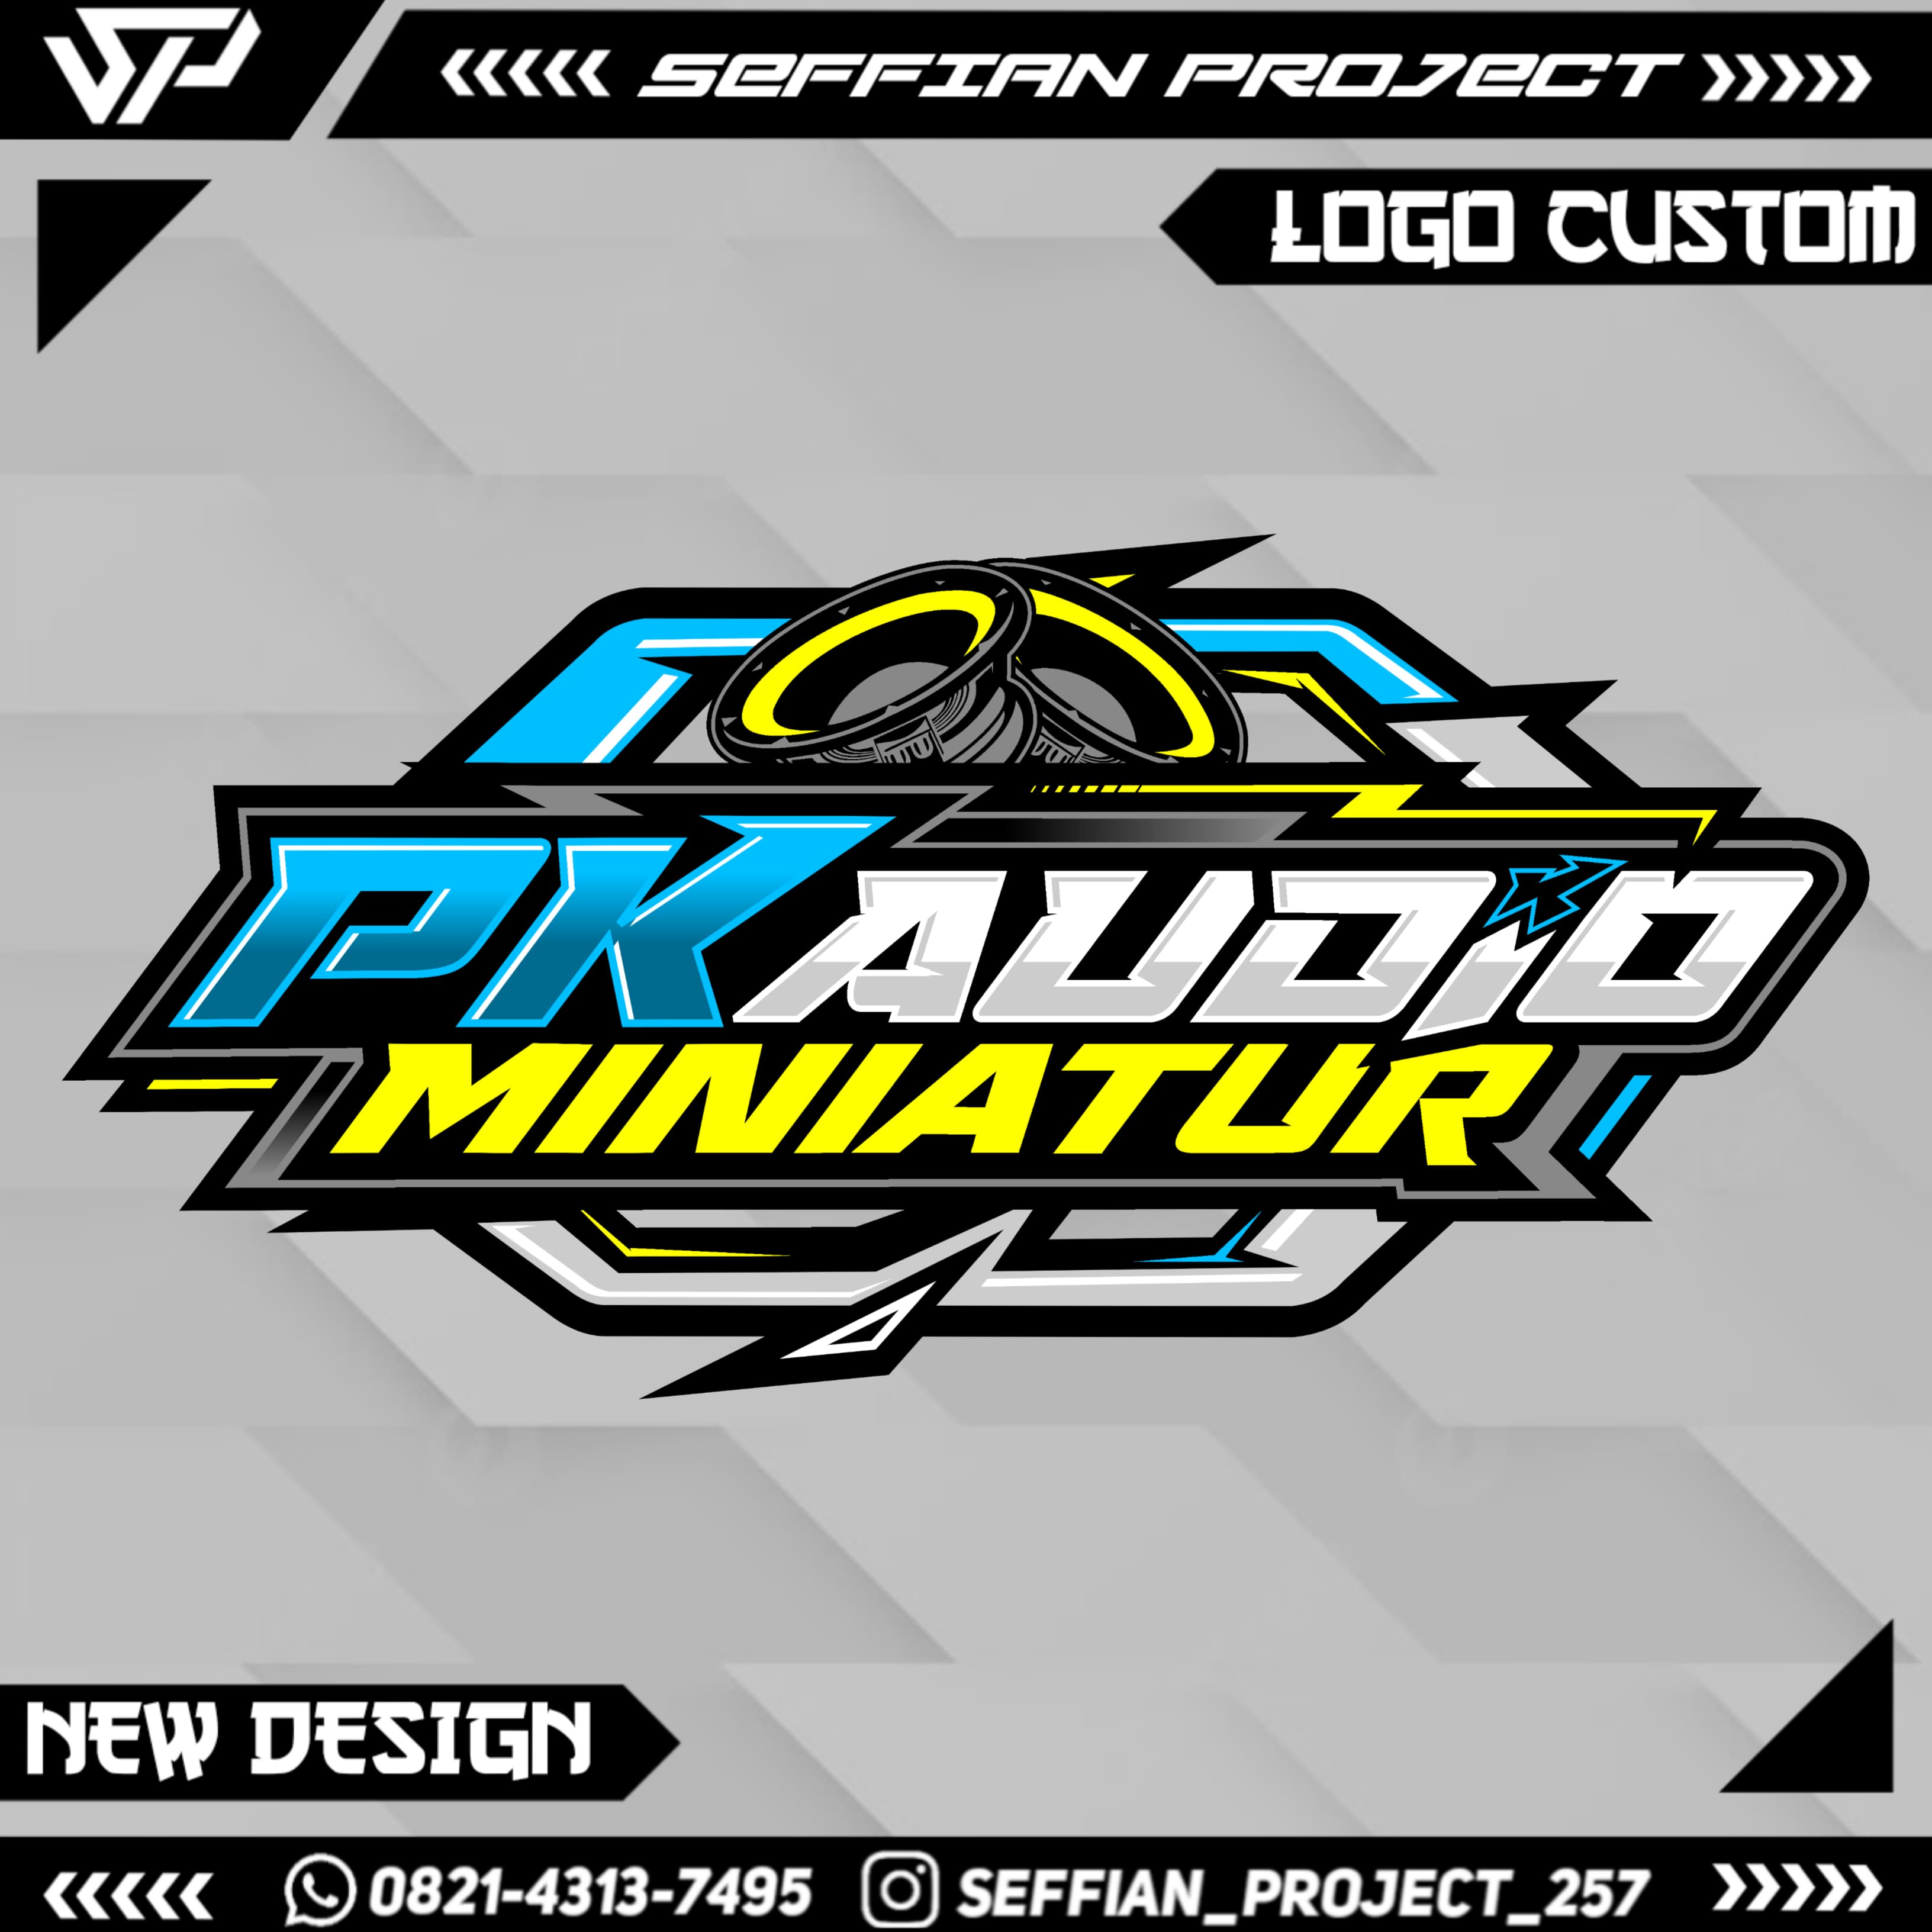 SP
SEFFIAN PROJECT
LOGO CUSTOM
PK AUDIO
MINIATUR
NEW DESIGN
0821-4313-7495 SEFFIAN_PROJECT_257